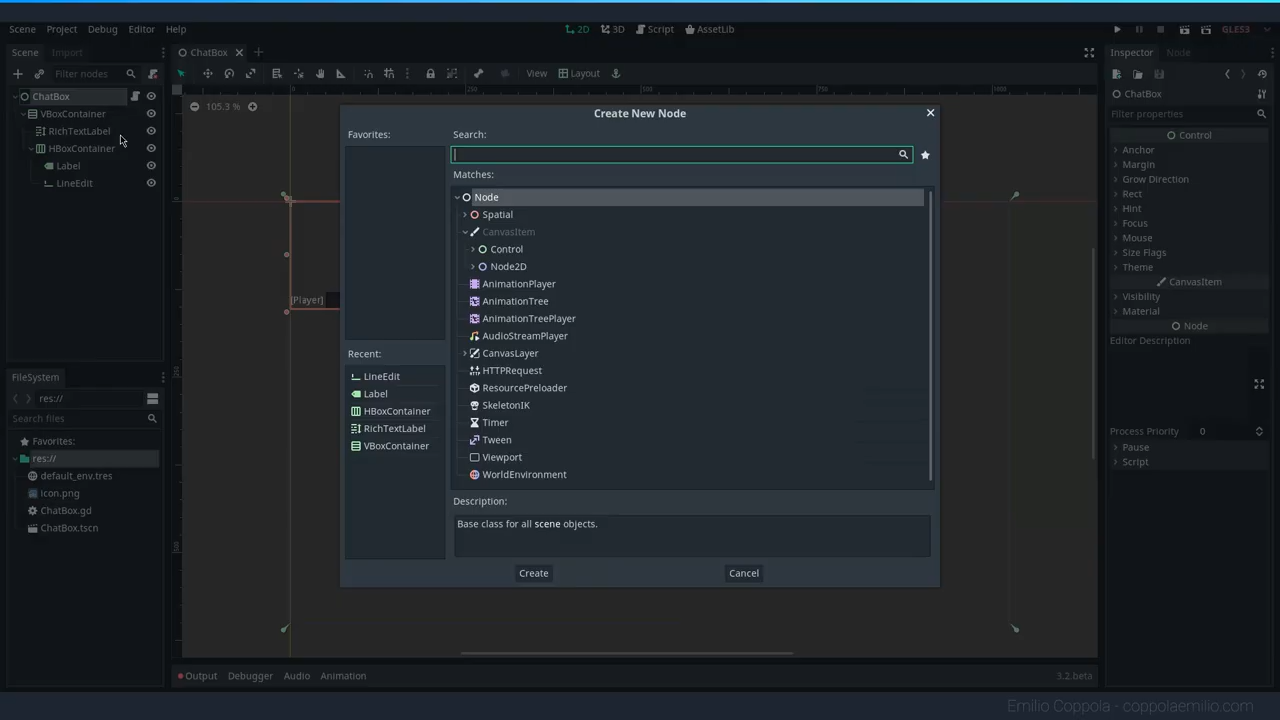 Scene Project Debug Editor Help 2D 3D Script AssetLib GLES3
Scene Import ChatBox Inspector Node
Filter nodes View Layout
ChatBox
VBoxContainer
RichTextLabel
HBoxContainer
Label
LineEdit
105.3 %
0 250 500 750 1000
[Player]
Create New Node
Favorites:
Search:
Matches:
Node
Spatial
CanvasItem
Control
Node2D
AnimationPlayer
AnimationTree
AnimationTreePlayer
AudioStreamPlayer
CanvasLayer
HTTPRequest
ResourcePreloader
SkeletonIK
Timer
Tween
Viewport
WorldEnvironment
Recent:
LineEdit
Label
HBoxContainer
RichTextLabel
VBoxContainer
Description:
Base class for all scene objects.
Create Cancel
ChatBox
Filter properties
Control
Anchor
Margin
Grow Direction
Rect
Hint
Focus
Mouse
Size Flags
Theme
CanvasItem
Visibility
Material
Node
Editor Description
Process Priority 0
Pause
Script
FileSystem
res://
Search files
Favorites:
res://
default_env.tres
icon.png
ChatBox.gd
ChatBox.tscn
Output Debugger Audio Animation 3.2.beta
Emilio Coppola - coppolaemilio.com